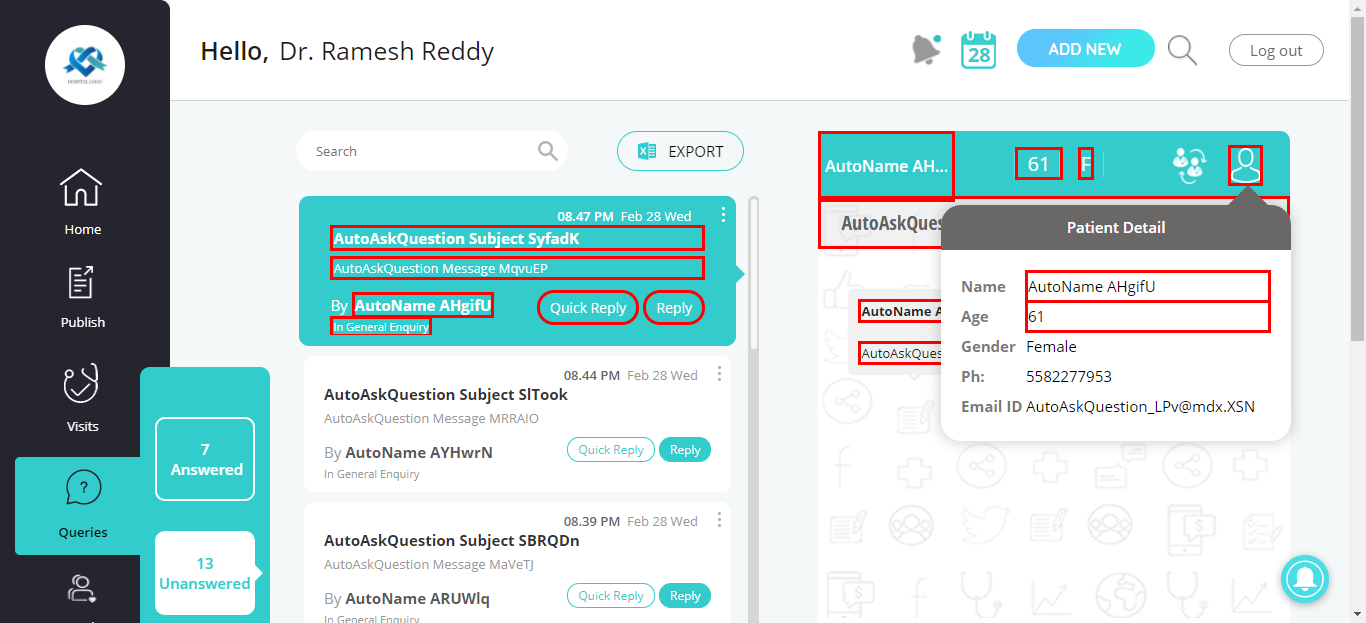 HOSPITAL LOGO
Hello, Dr. Ramesh Reddy
28
ADD NEW
Log out
Home
Publish
Visits
?
Queries
7
Answered
13
Unanswered
Search
EXPORT
08.47 PM Feb 28 Wed
AutoAskQuestion Subject SyfadK
AutoAskQuestion Message MqvuEP
By AutoName AHgifU
Quick Reply
Reply
In General Enquiry
08.44 PM Feb 28 Wed
AutoAskQuestion Subject SlTook
AutoAskQuestion Message MRRAIO
By AutoName AYHwrN
Quick Reply
Reply
In General Enquiry
08.39 PM Feb 28 Wed
AutoAskQuestion Subject SBRQDn
AutoAskQuestion Message MaVeTJ
By AutoName ARUWlq
Quick Reply
Reply
In General Enquiry
AutoName AH...
61
F
AutoAskQues
AutoName A
AutoAskQues
Patient Detail
Name AutoName AHgifU
Age 61
Gender Female
Ph: 5582277953
Email ID AutoAskQuestion_LPv@mdx.XSN